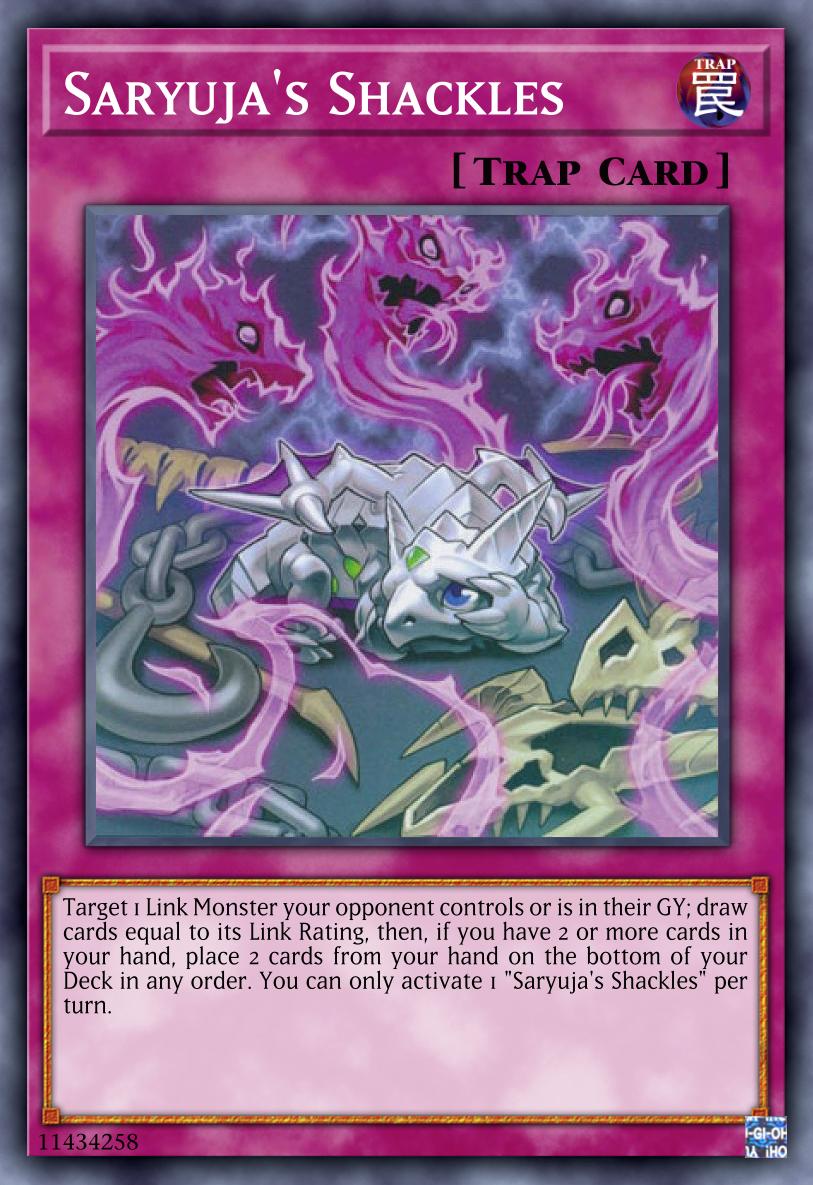 Saryuja's Shackles
TRAP
罠
[Trap Card]
Target 1 Link Monster your opponent controls or is in their GY; draw
cards equal to its Link Rating, then, if you have 2 or more cards in
your hand, place 2 cards from your hand on the bottom of your
Deck in any order. You can only activate 1 "Saryuja's Shackles" per
turn.
11434258